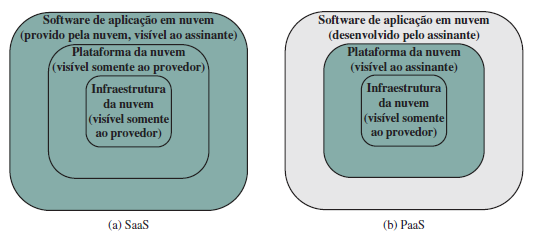 Software de aplicação em nuvem
(provido pela nuvem, visível ao assinante)
Plataforma da nuvem
(visível somente ao provedor)
Infraestrutura
da nuvem
(visível somente
ao provedor)
(a) SaaS
Software de aplicação em nuvem
(desenvolvido pelo assinante)
Plataforma da nuvem
(visível ao assinante)
Infraestrutura
da nuvem
(visível somente
ao provedor)
(b) PaaS